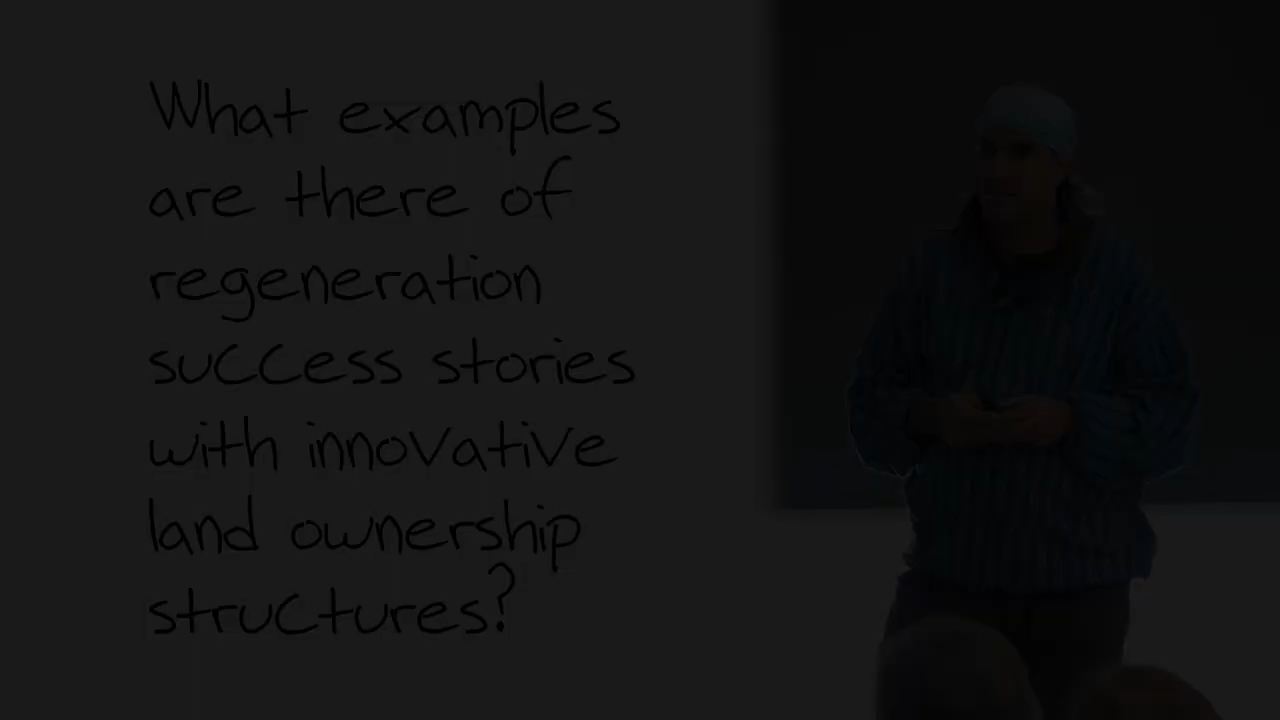 What examples
are there of
regeneration
success stories
with innovative
land ownership
structures?